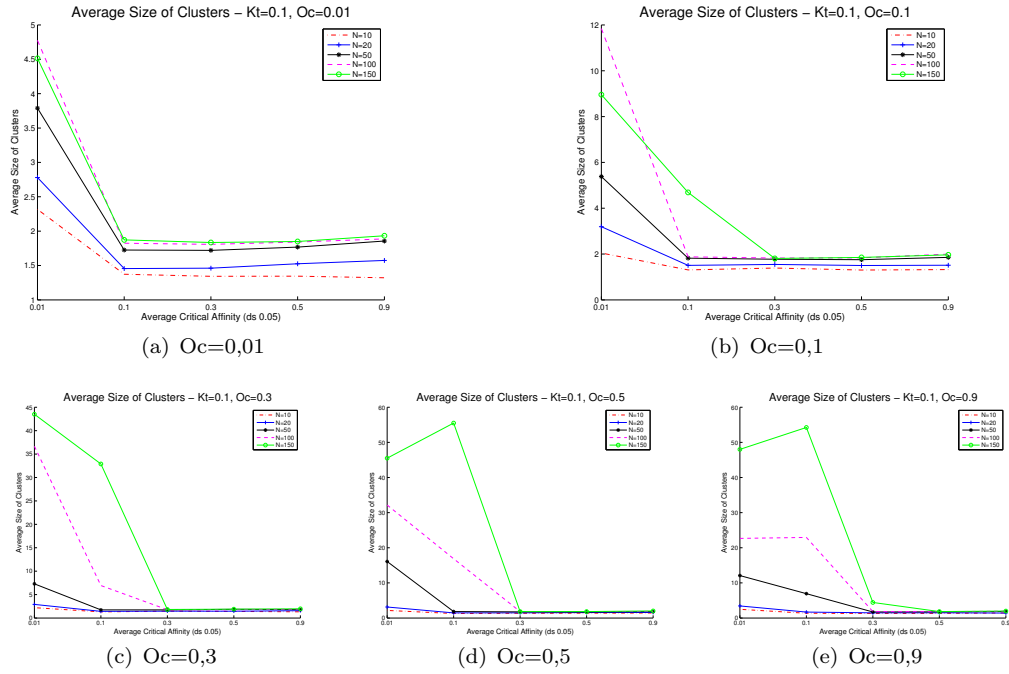 Average Size of Clusters – Kt=0.1, Oc=0.01
5
4.5
4
3.5
3
2.5
2
1.5
1
Average Size of Clusters
N=10
N=20
N=50
N=100
N=150
0.01
0.1
0.3
0.5
0.9
Average Critical Affinity (ds 0.05)
(a) Oc=0,01
Average Size of Clusters – Kt=0.1, Oc=0.1
12
10
8
6
4
2
0
Average Size of Clusters
N=10
N=20
N=50
N=100
N=150
0.01
0.1
0.3
0.5
0.9
Average Critical Affinity (ds 0.05)
(b) Oc=0,1
Average Size of Clusters – Kt=0.1, Oc=0.3
45
40
35
30
25
20
15
10
5
0
Average Size of Clusters
N=10
N=20
N=50
N=100
N=150
0.01
0.1
0.3
0.5
0.9
Average Critical Affinity (ds 0.05)
(c) Oc=0,3
Average Size of Clusters – Kt=0.1, Oc=0.5
60
50
40
30
20
10
0
Average Size of Clusters
N=10
N=20
N=50
N=100
N=150
0.01
0.1
0.3
0.5
0.9
Average Critical Affinity (ds 0.05)
(d) Oc=0,5
Average Size of Clusters – Kt=0.1, Oc=0.9
60
50
40
30
20
10
0
Average Size of Clusters
N=10
N=20
N=50
N=100
N=150
0.01
0.1
0.3
0.5
0.9
Average Critical Affinity (ds 0.05)
(e) Oc=0,9